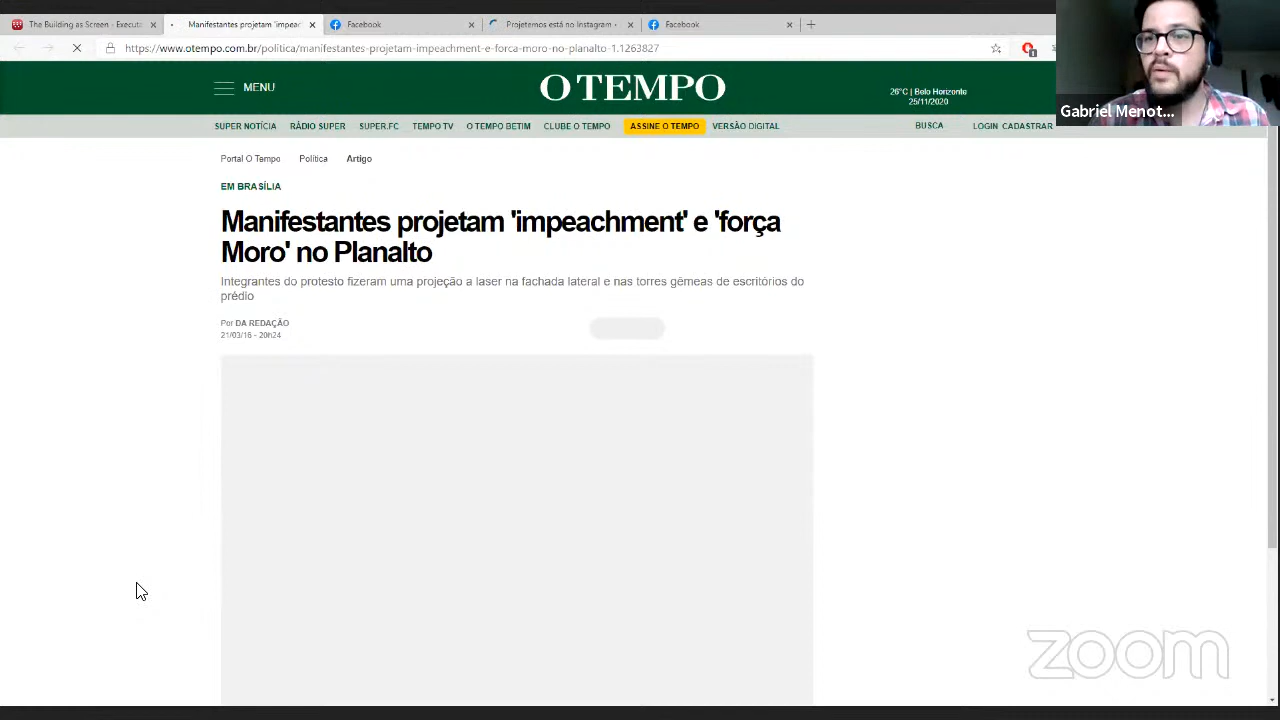 The Building as Screen - Executa
Manifestantes projetam 'impeac
Facebook
Projetemos está no Instagram •
Facebook
https://www.otempo.com.br/política/manifestantes-projetam-impeachment-e-forca-moro-no-planalto-1.1263827
MENU
O TEMPO
26°C | Belo Horizonte
25/11/2020
SUPER NOTÍCIA RÁDIO SUPER SUPER.FC TEMPO TV O TEMPO BETIM CLUBE O TEMPO ASSINE O TEMPO VERSÃO DIGITAL BUSCA LOGIN CADASTRAR
Portal O Tempo Política Artigo
EM BRASÍLIA
Manifestantes projetam 'impeachment' e 'força
Moro' no Planalto
Integrantes do protesto fizeram uma projeção a laser na fachada lateral e nas torres gêmeas de escritórios do
prédio
Por DA REDAÇÃO
21/03/16 - 20h24
Gabriel Menot...
zoom